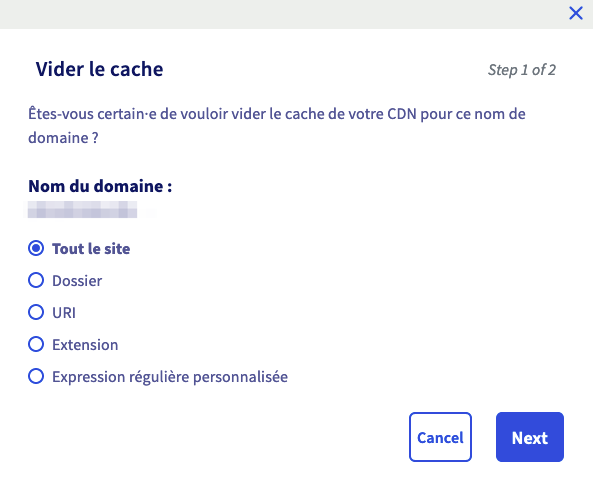 Vider le cache
Step 1 of 2
Êtes-vous certain·e de vouloir vider le cache de votre CDN pour ce nom de
domaine ?
Nom du domaine :
Tout le site
Dossier
URI
Extension
Expression régulière personnalisée
Cancel
Next